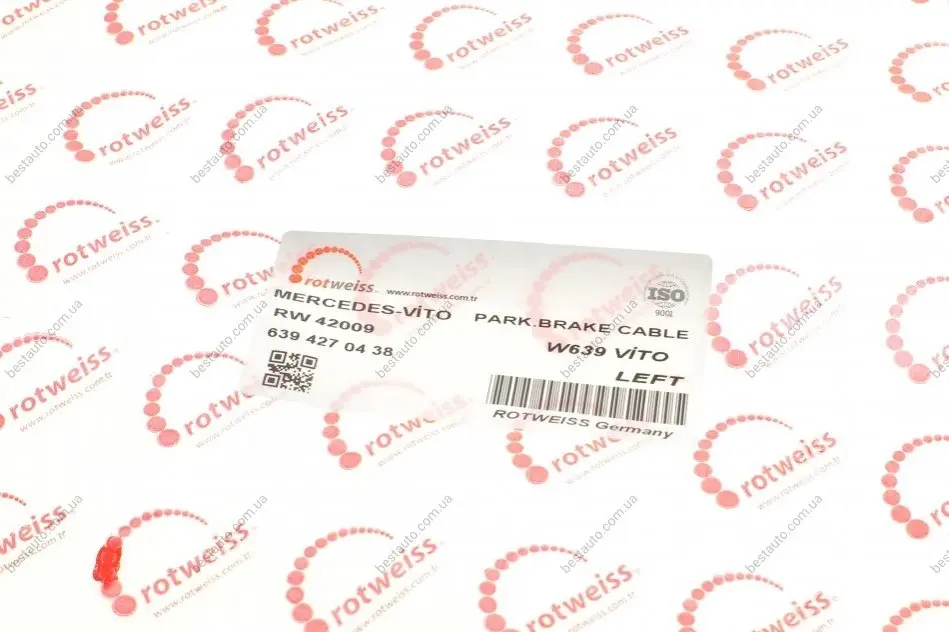 rotweiss
www.rotweiss.com.tr
ISO
9001
MERCEDES-VİTO
PARK.BRAKE CABLE
RW 42009
W639 VİTO
639 427 04 38
LEFT
ROTWEISS Germany
rotweiss
www.rotweiss.com.tr
bestauto.com.ua